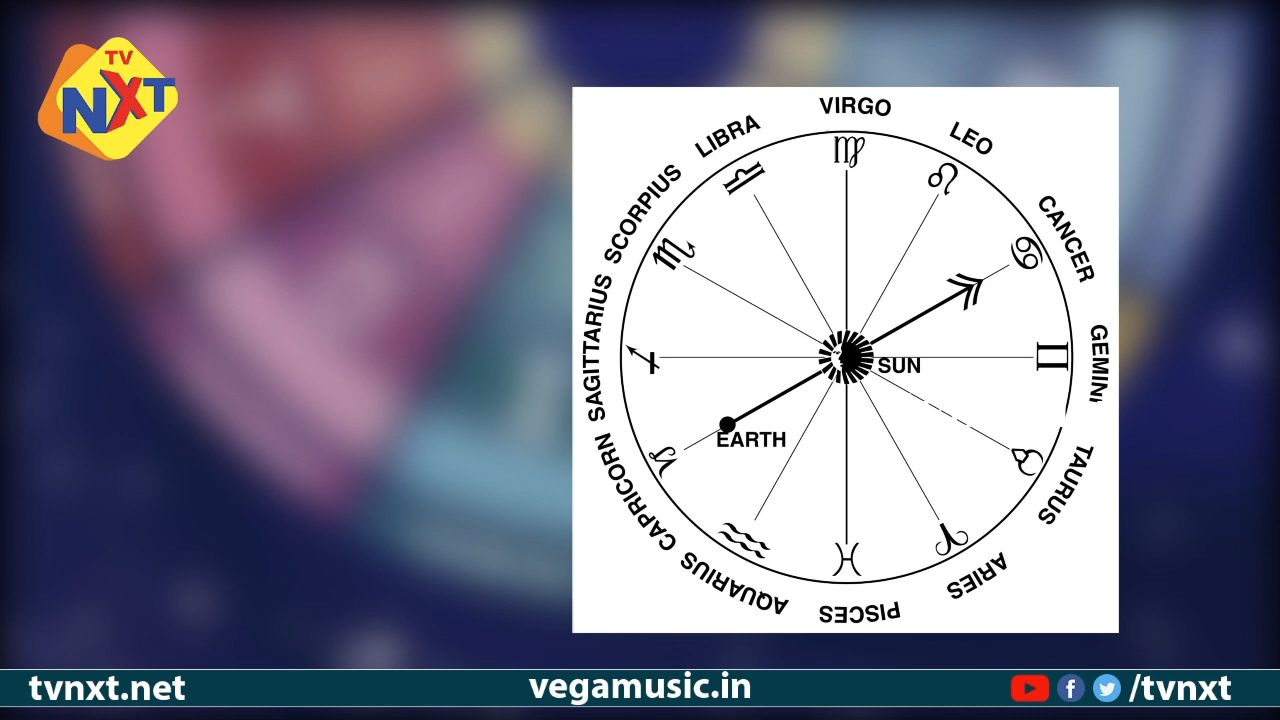 TV
NXT
VIRGO
LEO
LIBRA
CANCER
SCORPIUS
GEMINI
SAGITTARIUS
SUN
EARTH
TAURUS
CAPRICORN
ARIES
AQUARIUS
PISCES
tvnxt.net
vegamusic.in
/tvnxt